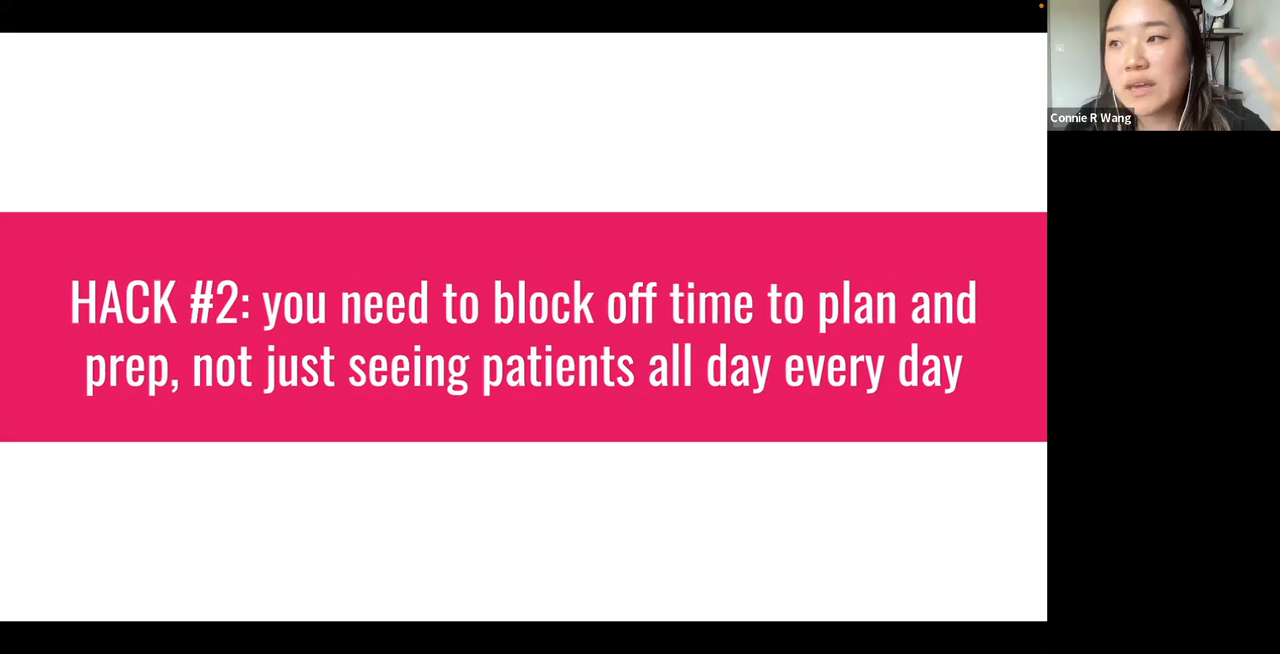 HACK #2: you need to block off time to plan and
prep, not just seeing patients all day every day
Connie R Wang